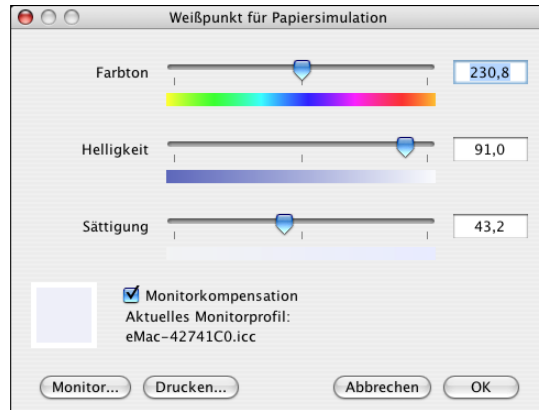 Weißpunkt für Papiersimulation
Farbton 230,8
Helligkeit 91,0
Sättigung 43,2
Monitorkompensation
Aktuelles Monitorprofil:
eMac-42741C0.icc
Monitor... Drucken... Abbrechen OK